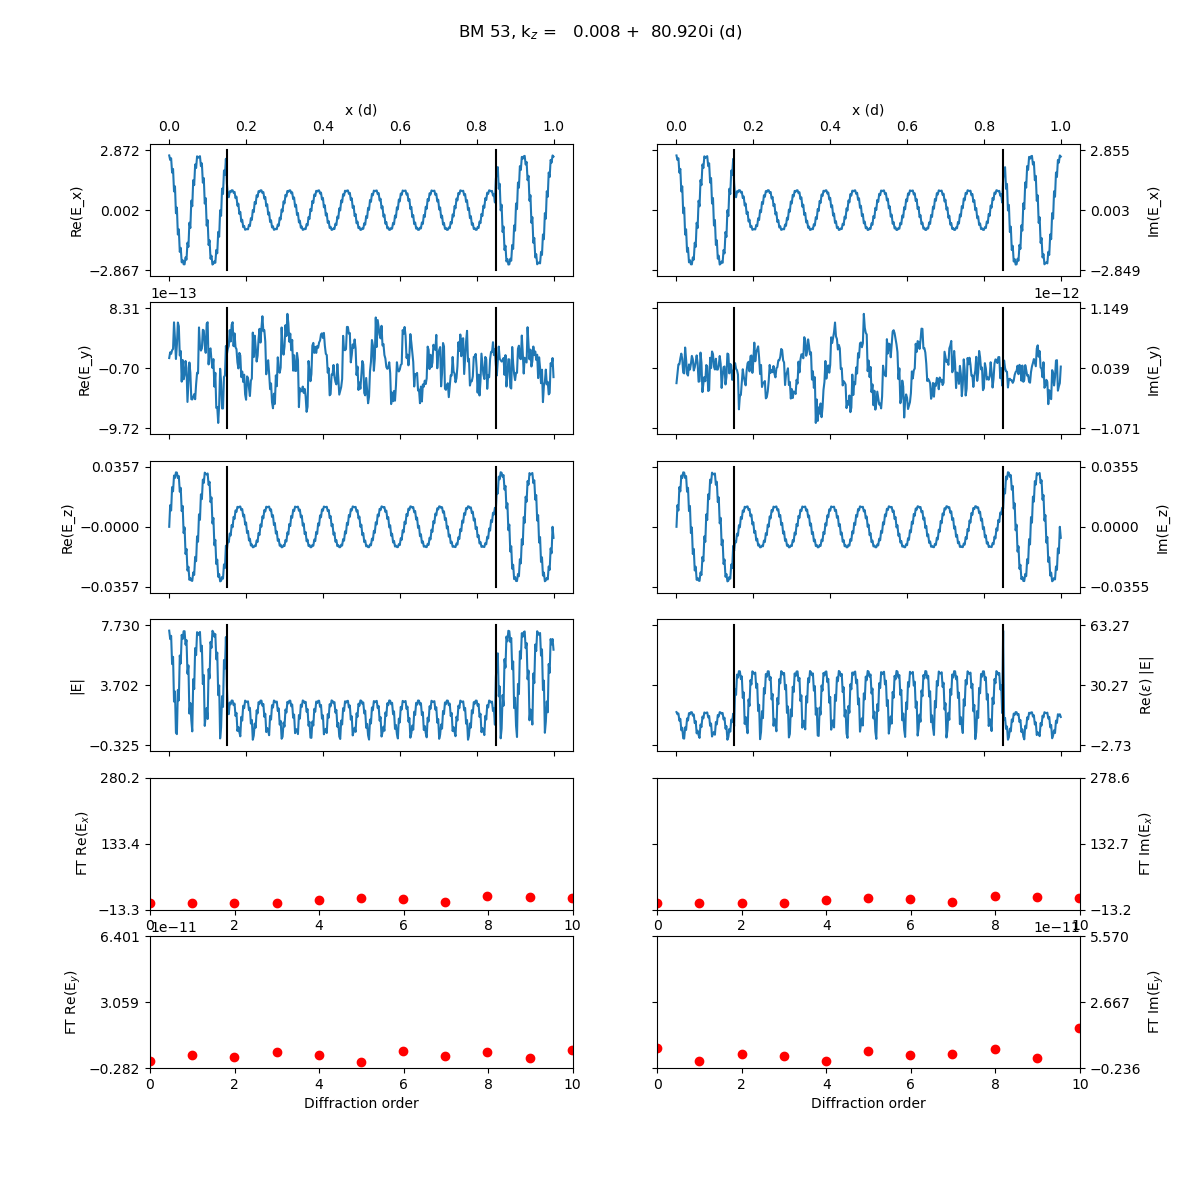 BM 53, k_z =   0.008 +  80.920i (d)
x (d)
x (d)
0.0 0.2 0.4 0.6 0.8 1.0
0.0 0.2 0.4 0.6 0.8 1.0
2.872
0.002
−2.867
Re(E_x)
2.855
0.003
−2.849
Im(E_x)
1e−13
8.31
−0.70
−9.72
Re(E_y)
1e−12
1.149
0.039
−1.071
Im(E_y)
0.0357
−0.0000
−0.0357
Re(E_z)
0.0355
0.0000
−0.0355
Im(E_z)
7.730
3.702
−0.325
|E|
63.27
30.27
−2.73
Re(ε) |E|
280.2
133.4
−13.3
FT Re(E_x)
0 2 4 6 8 10
278.6
132.7
−13.2
FT Im(E_x)
0 2 4 6 8 10
1e−11
6.401
3.059
−0.282
FT Re(E_y)
0 2 4 6 8 10
Diffraction order
1e−11
5.570
2.667
−0.236
FT Im(E_y)
0 2 4 6 8 10
Diffraction order